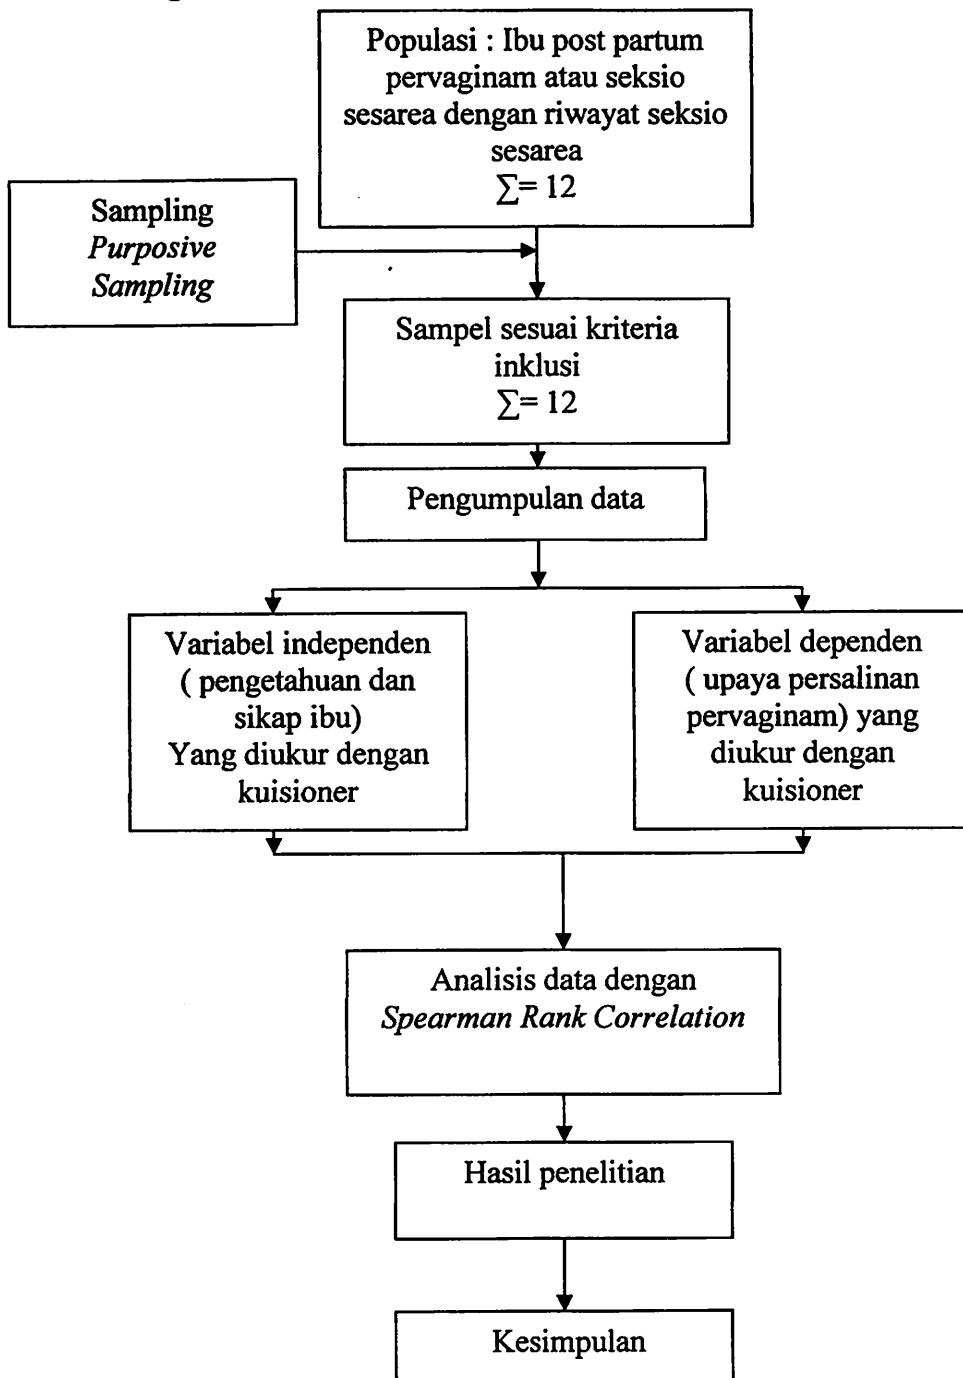 Populasi : Ibu post partum
pervaginam atau seksio
sesarea dengan riwayat seksio
sesarea
∑= 12
Sampling
Purposive
Sampling
Sampel sesuai kriteria
inklusi
∑= 12
Pengumpulan data
Variabel independen
( pengetahuan dan
sikap ibu)
Yang diukur dengan
kuisioner
Variabel dependen
( upaya persalinan
pervaginam) yang
diukur dengan
kuisioner
Analisis data dengan
Spearman Rank Correlation
Hasil penelitian
Kesimpulan